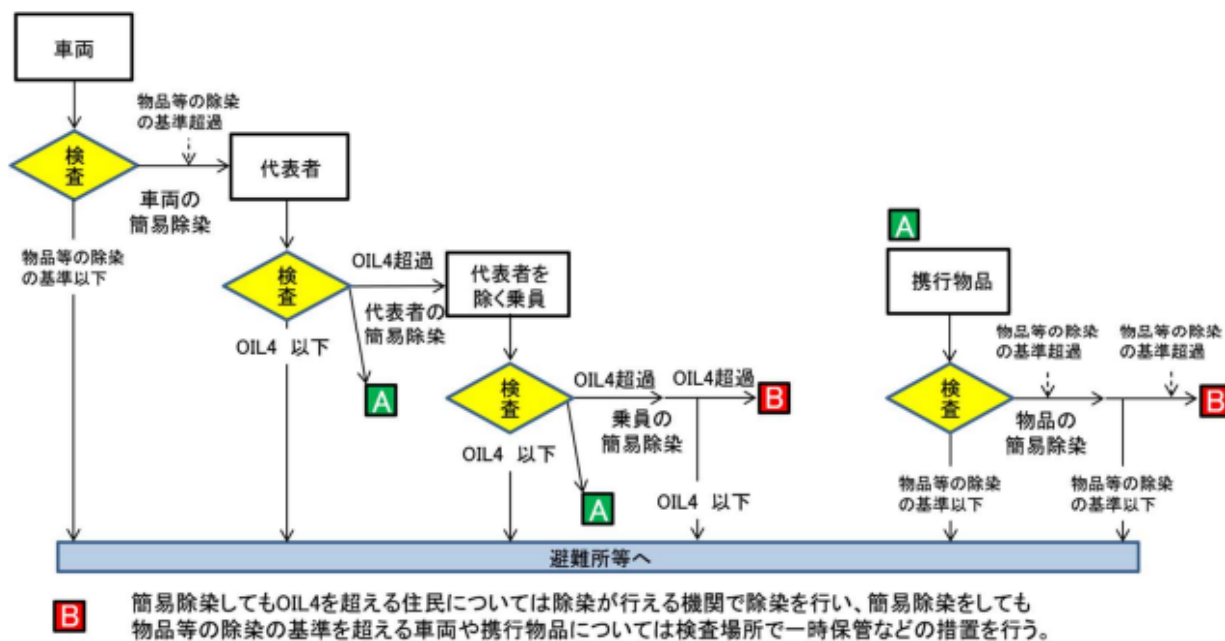 車両
物品等の除染
の基準超過
検
査
代表者
車両の
簡易除染
物品等の除染
の基準以下
検
査
OIL4超過
代表者を
除く乗員
代表者の
簡易除染
OIL4 以下
A
検
査
OIL4超過
OIL4超過
B
乗員の
簡易除染
OIL4 以下
OIL4 以下
A
A
携行物品
物品等の除染
の基準超過
物品等の除染
の基準超過
検
査
B
物品の
簡易除染
物品等の除染
の基準以下
物品等の除染
の基準以下
避難所等へ
B 簡易除染してもOIL4を超える住民については除染が行える機関で除染を行い、簡易除染をしても
物品等の除染の基準を超える車両や携行物品については検査場所で一時保管などの措置を行う。